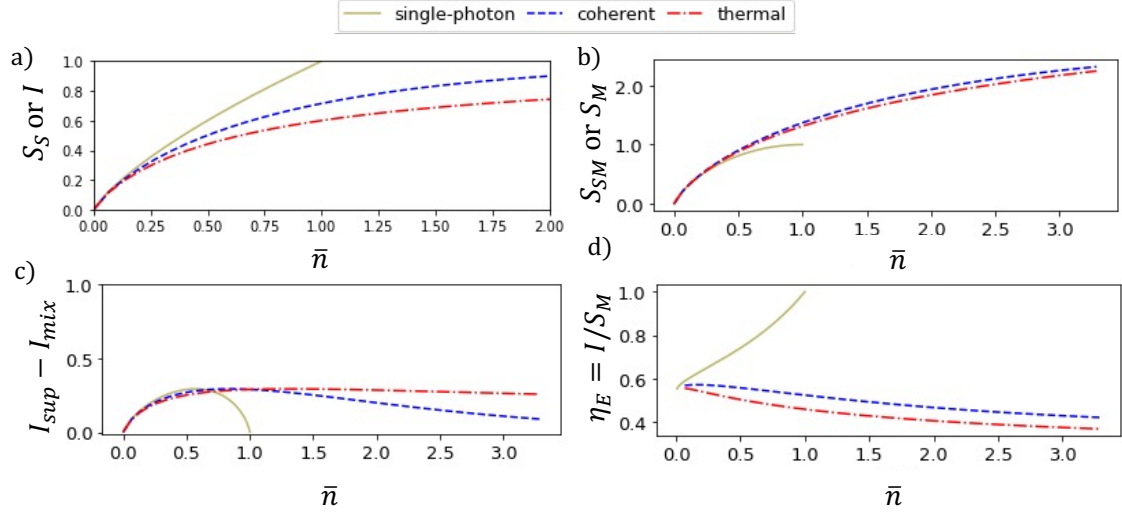 single-photon coherent thermal
a)
S_S or I
1.0
0.8
0.6
0.4
0.2
0.0
0.00 0.25 0.50 0.75 1.00 1.25 1.50 1.75 2.00
n̄
b)
S_SM or S_M
2.0
1.0
0.0
0.0 0.5 1.0 1.5 2.0 2.5 3.0
n̄
c)
I_sup − I_mix
1.0
0.5
0.0
0.0 0.5 1.0 1.5 2.0 2.5 3.0
n̄
d)
η_E = I/S_M
1.0
0.8
0.6
0.4
0.0 0.5 1.0 1.5 2.0 2.5 3.0
n̄